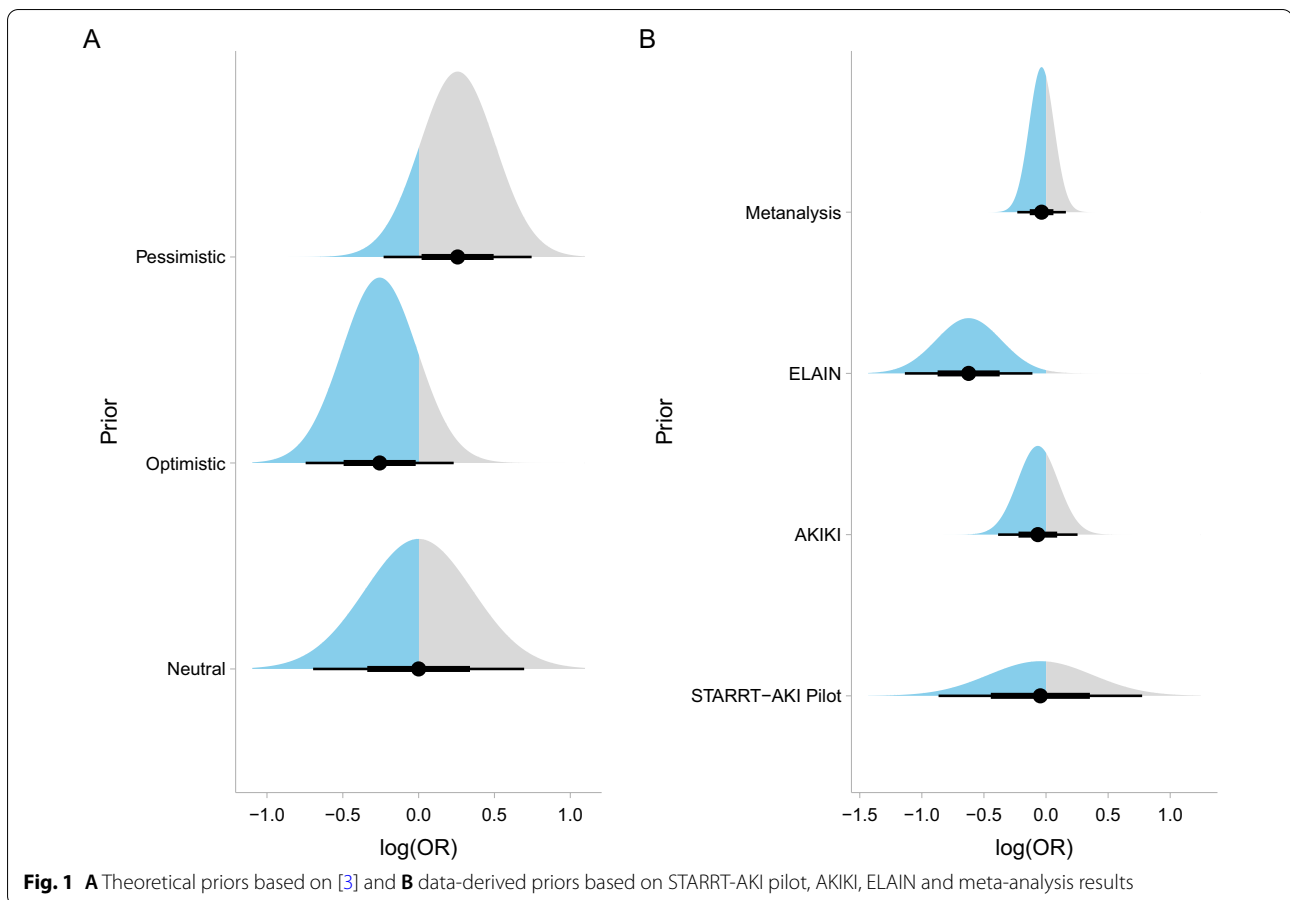 A
Prior
Pessimistic
Optimistic
Neutral
−1.0 −0.5 0.0 0.5 1.0
log(OR)
B
Prior
Metanalysis
ELAIN
AKIKI
STARRT−AKI Pilot
−1.5 −1.0 −0.5 0.0 0.5 1.0
log(OR)
Fig. 1 A Theoretical priors based on [3] and B data-derived priors based on STARRT-AKI pilot, AKIKI, ELAIN and meta-analysis results